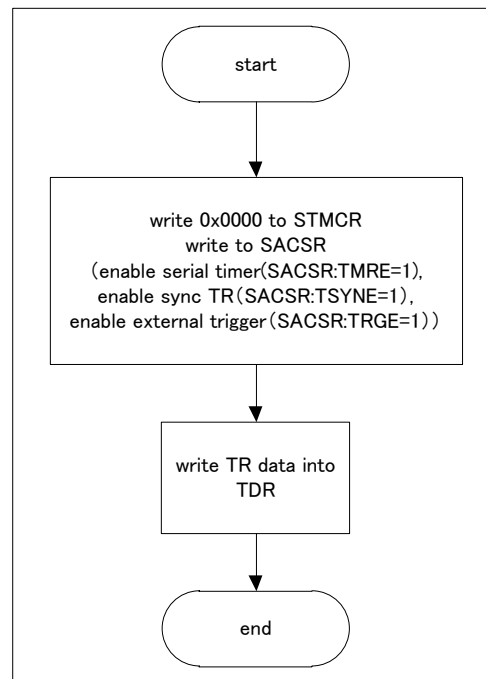 start
write 0x0000 to STMCR
write to SACSR
(enable serial timer(SACSR:TMRE=1),
enable sync TR(SACSR:TSYNE=1),
enable external trigger(SACSR:TRGE=1))
write TR data into
TDR
end